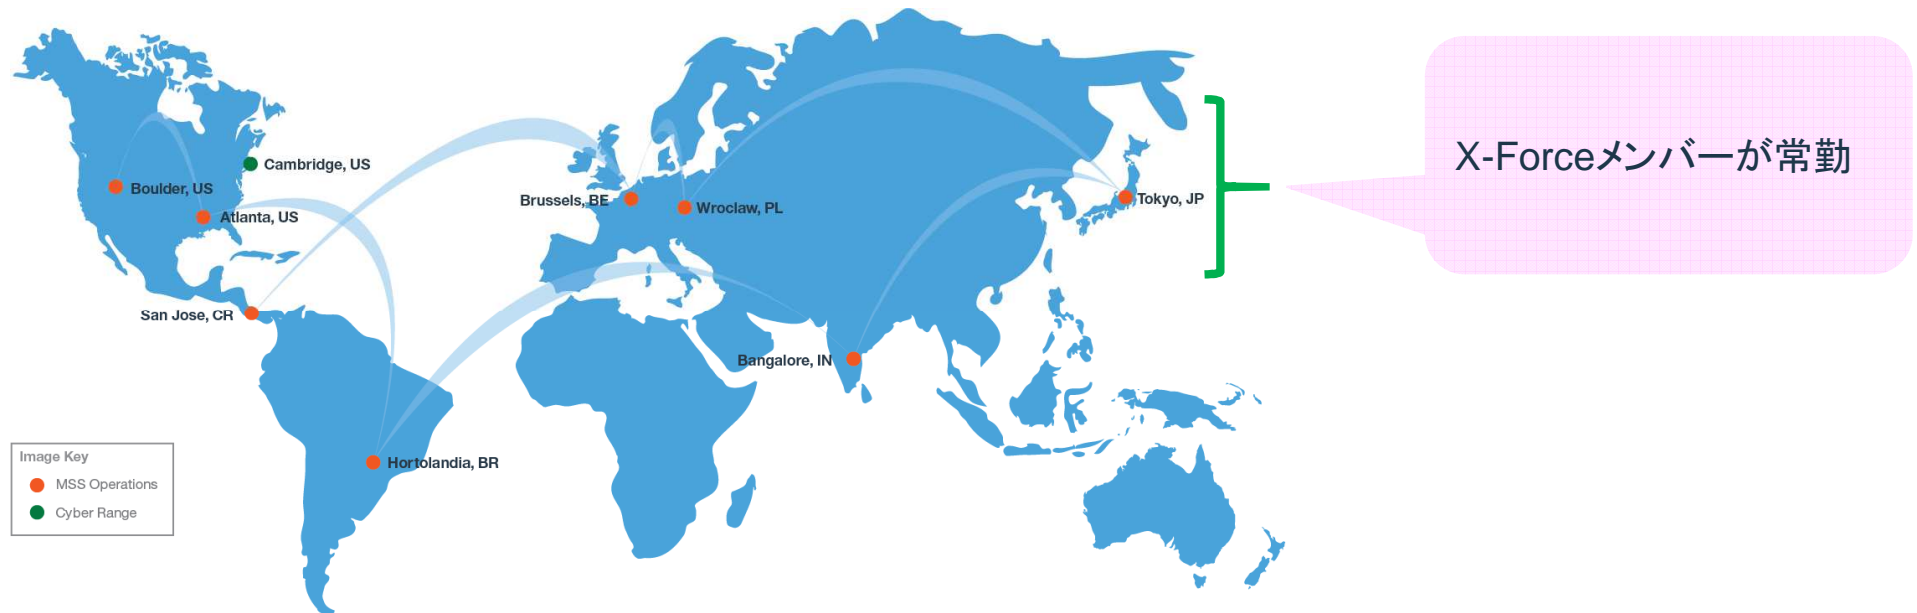 X-Forceメンバーが常勤
Cambridge, US
Boulder, US
Atlanta, US
Brussels, BE
Wroclaw, PL
Tokyo, JP
San Jose, CR
Bangalore, IN
Hortolandia, BR
Image Key
MSS Operations
Cyber Range